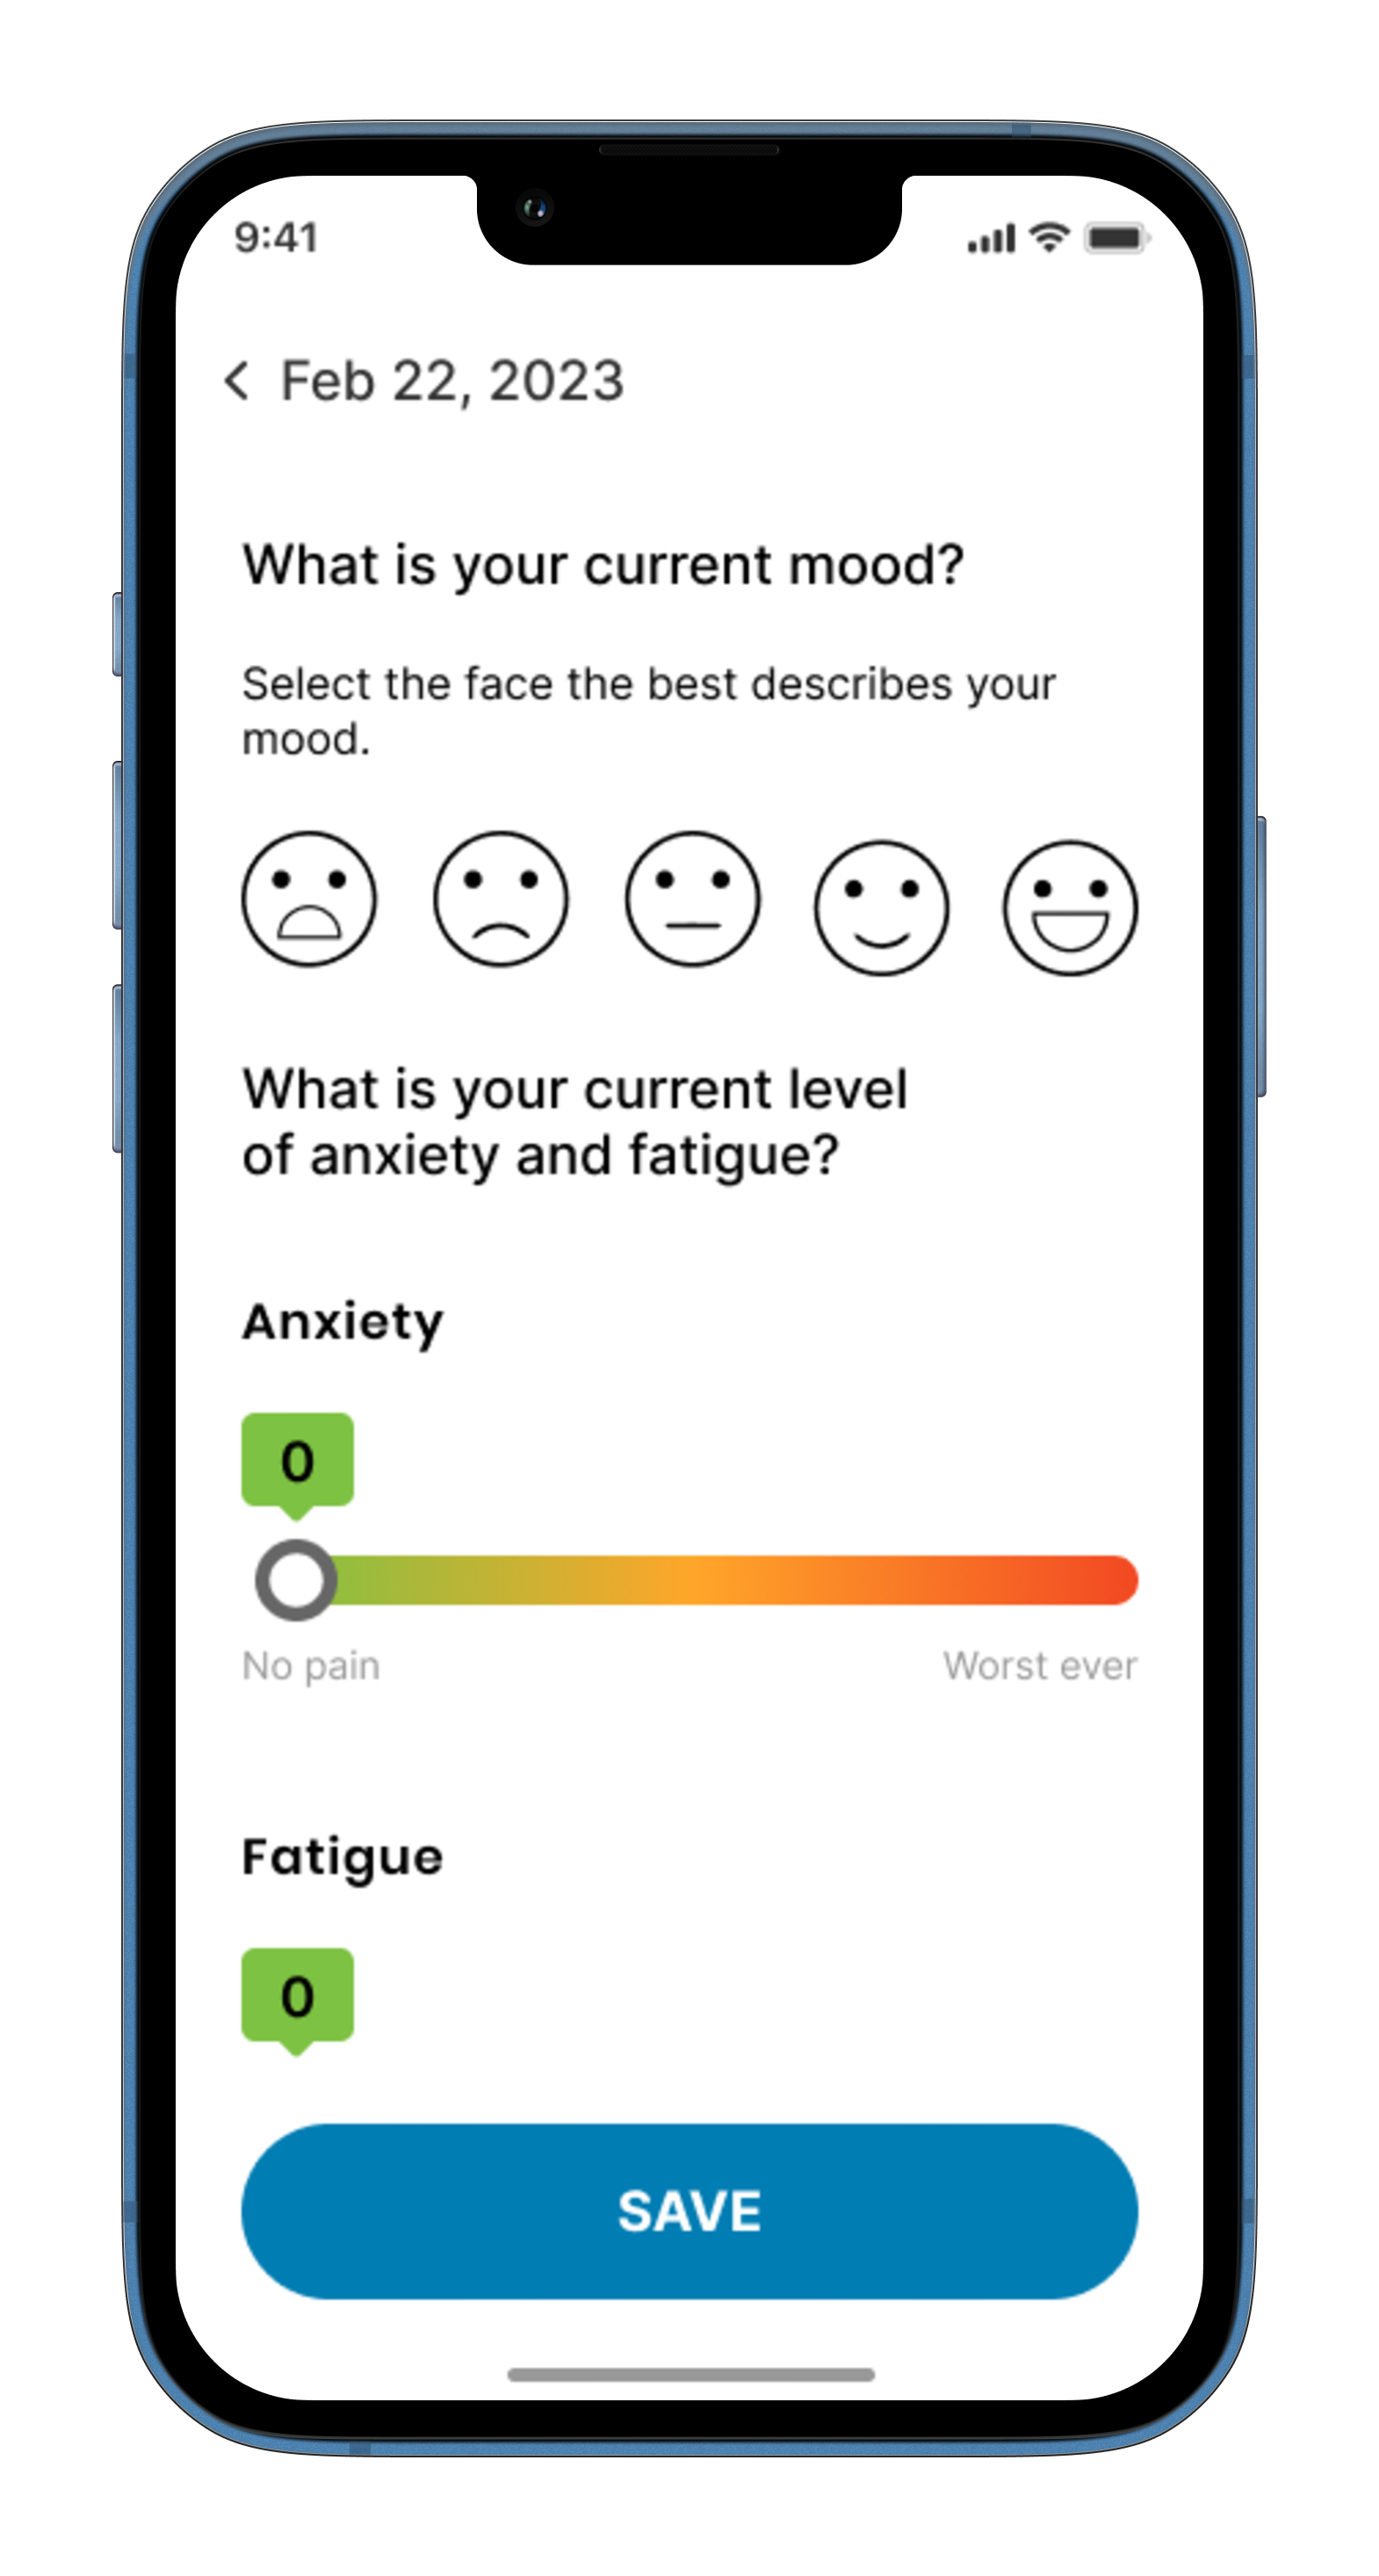 9:41
Feb 22, 2023
What is your current mood?
Select the face the best describes your
mood.
What is your current level
of anxiety and fatigue?
Anxiety
0
No pain
Worst ever
Fatigue
0
SAVE